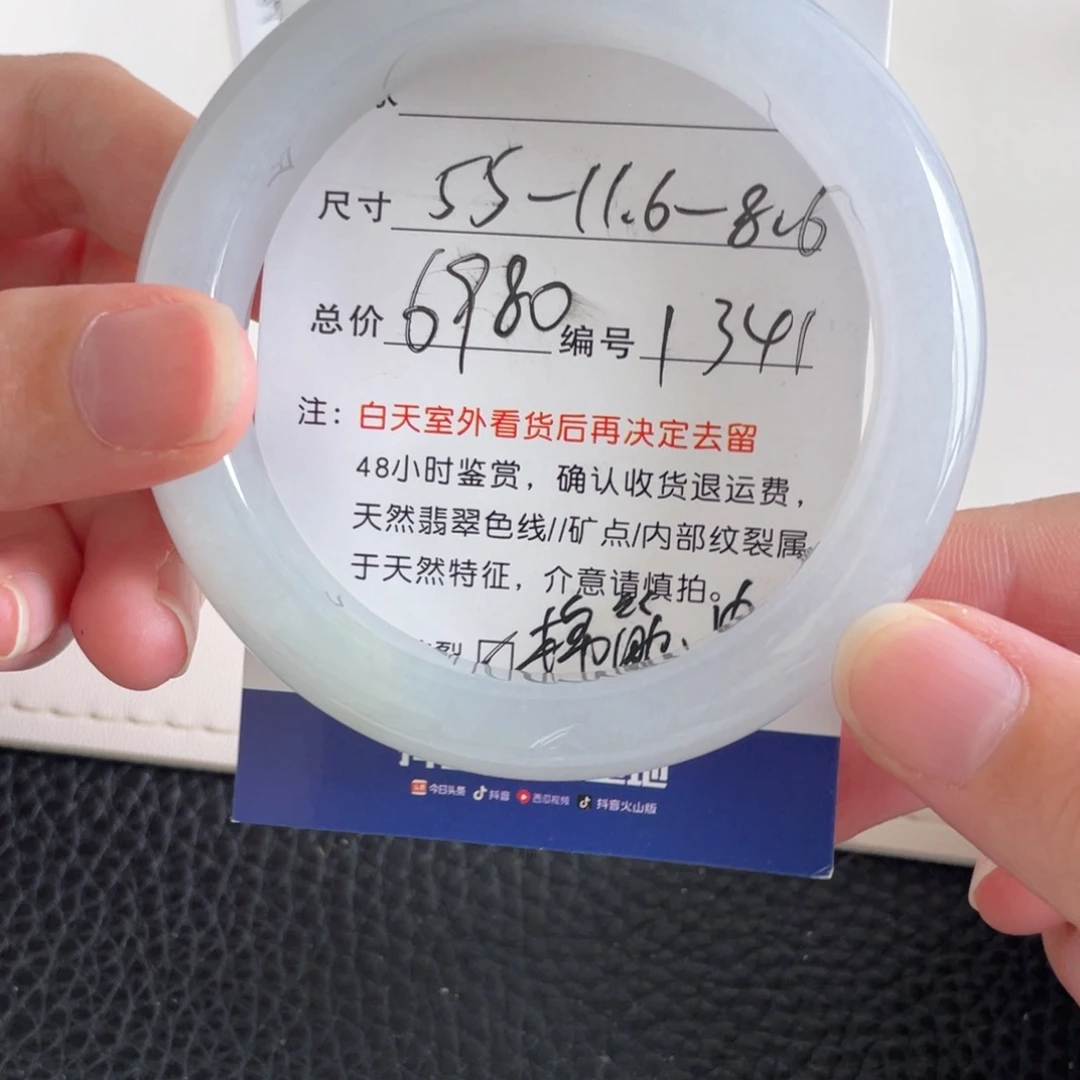 尺寸 55-11.6-8.6
总价 6980 编号 1341
注：白天室外看货后再决定去留
48小时鉴赏，确认收货退运费，
天然翡翠色线//矿点/内部纹裂属
于天然特征，介意请慎拍。
裂 ☑ 棉
今日头条 抖音 西瓜视频 抖音火山版